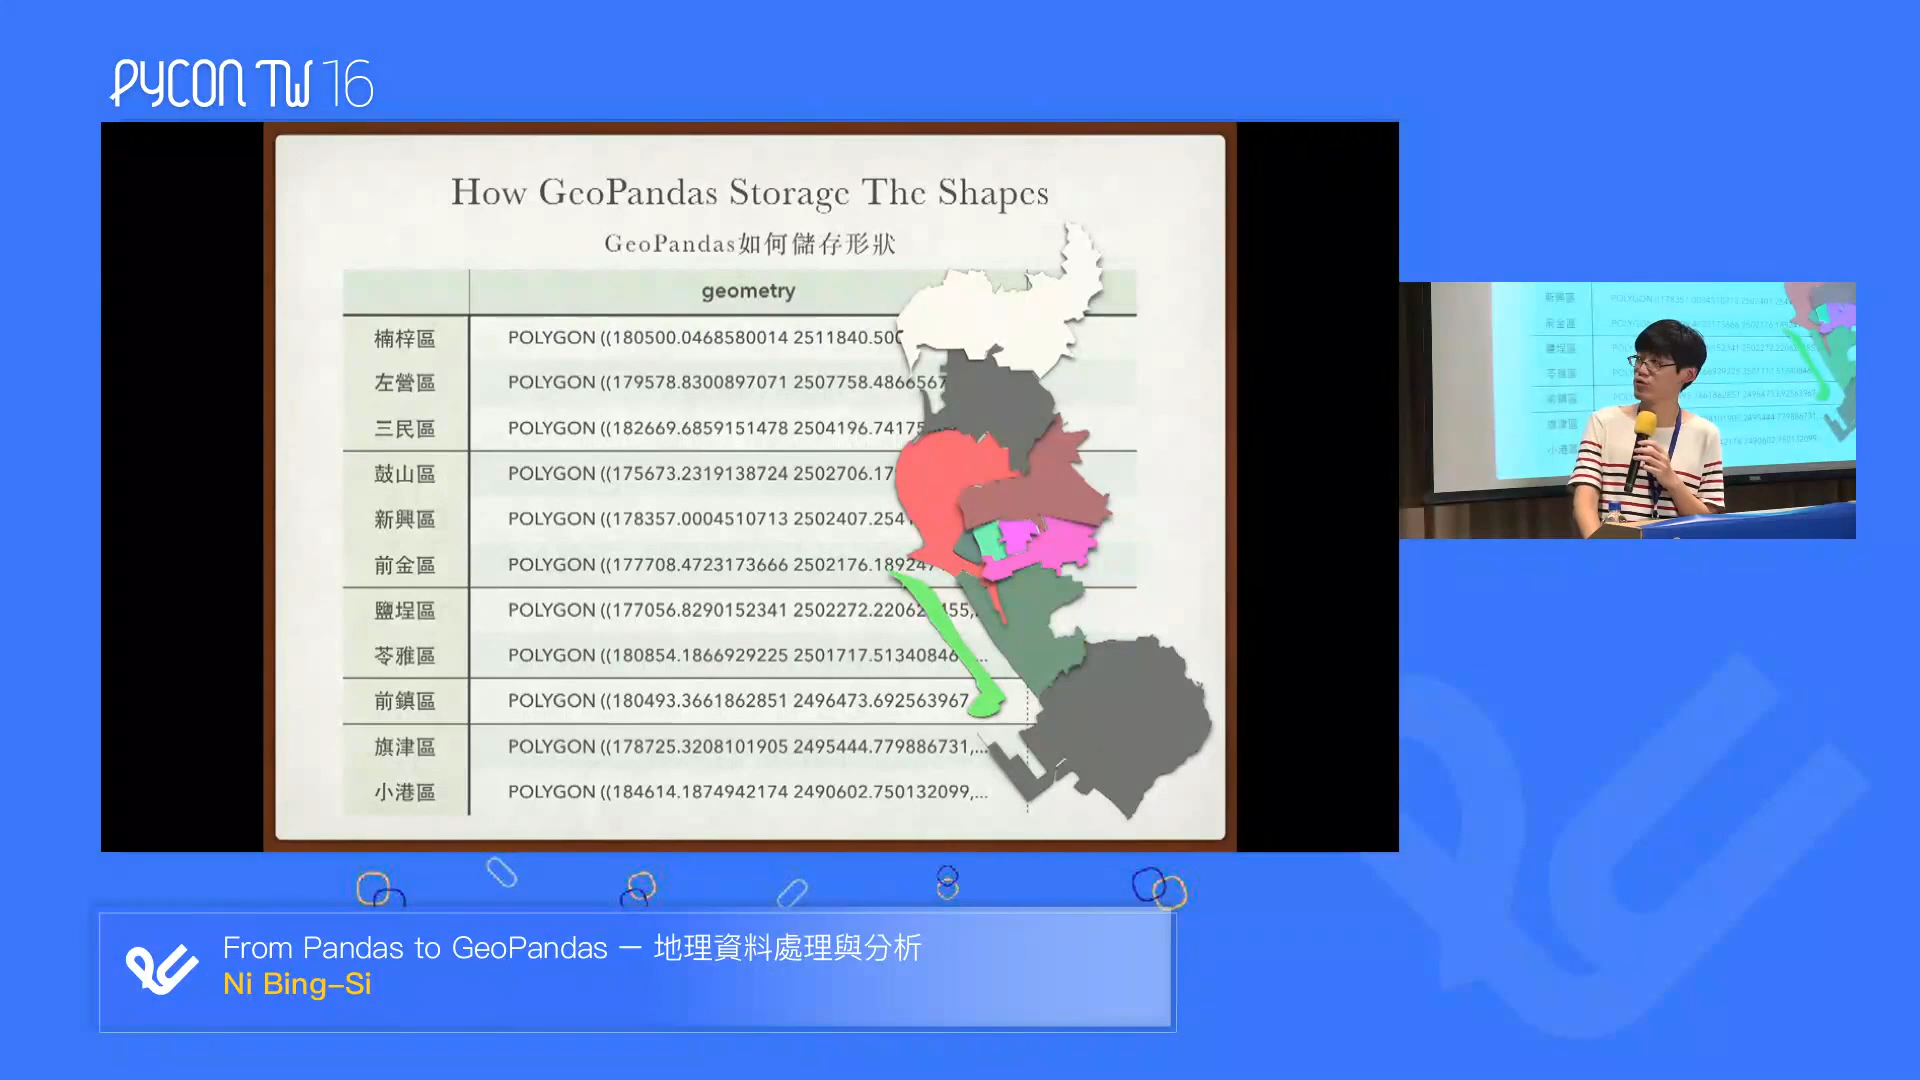 PYCON TW 16
How GeoPandas Storage The Shapes
GeoPandas如何儲存形狀
geometry
楠梓區 POLYGON ((180500.0468580014 2511840.500
左營區 POLYGON ((179578.8300897071 2507758.4866567
三民區 POLYGON ((182669.6859151478 2504196.74175
鼓山區 POLYGON ((175673.2319138724 2502706.17
新興區 POLYGON ((178357.0004510713 2502407.254
前金區 POLYGON ((177708.4723173666 2502176.18924
鹽埕區 POLYGON ((177056.8290152341 2502272.2206 455,
苓雅區 POLYGON ((180854.1866929225 2501717.51340846 ...
前鎮區 POLYGON ((180493.3661862851 2496473.692563967
旗津區 POLYGON ((178725.3208101905 2495444.779886731,...
小港區 POLYGON ((184614.1874942174 2490602.750132099,...
From Pandas to GeoPandas — 地理資料處理與分析
Ni Bing-Si